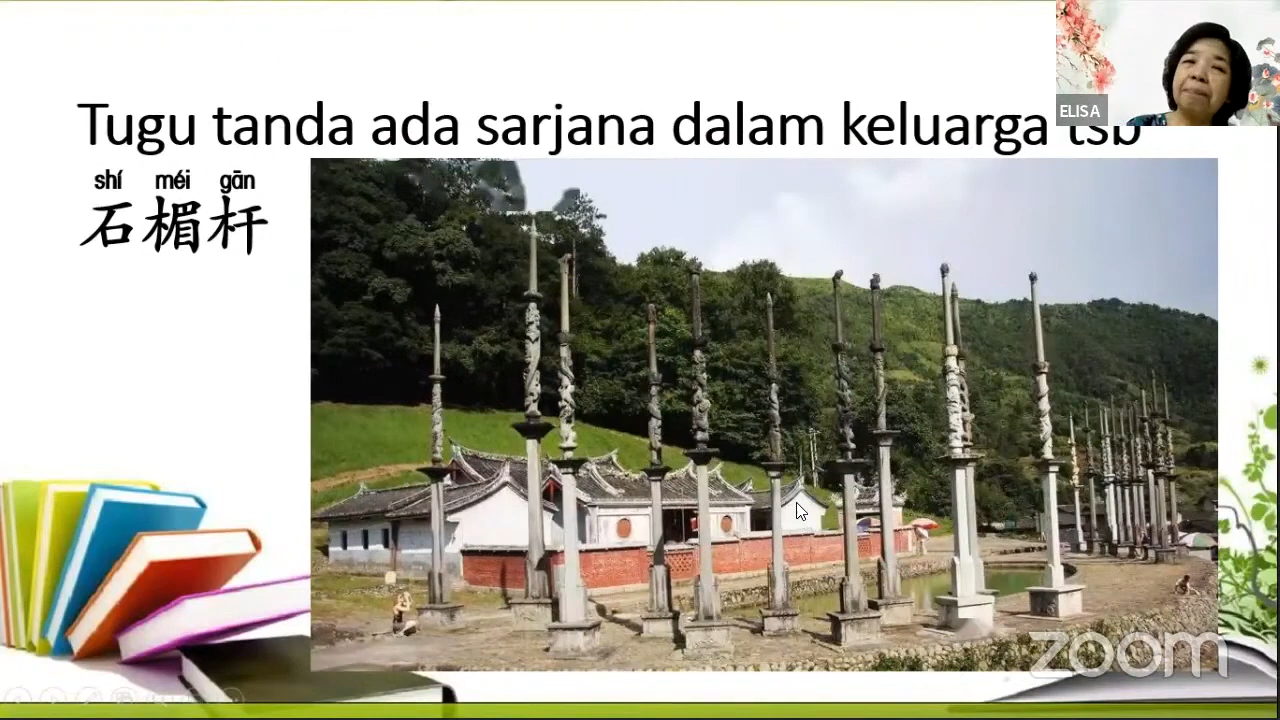 Tugu tanda ada sarjana dalam keluarga tsb
ELISA
shí méi gān
石楣杆
zoom